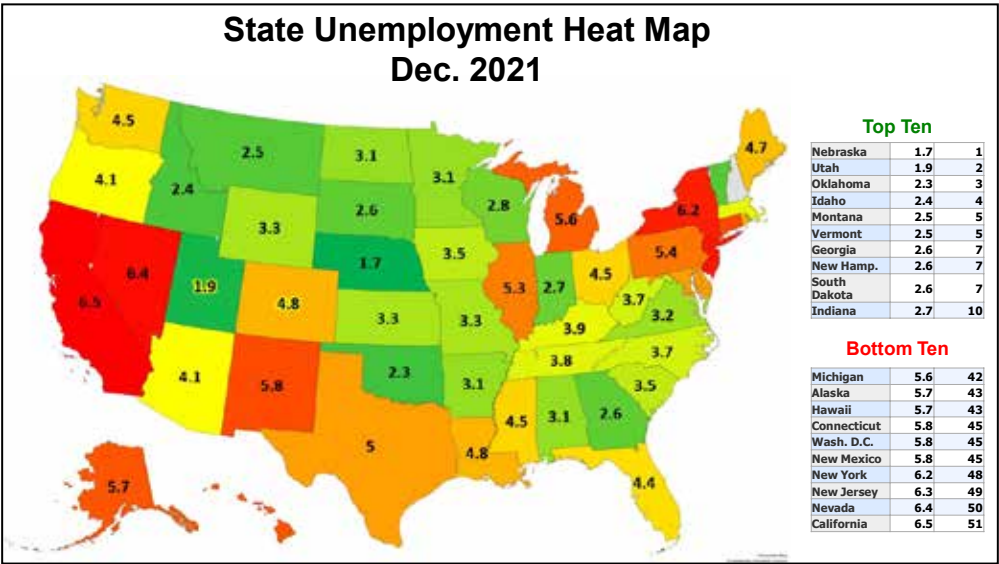 State Unemployment Heat Map
Dec. 2021
4.5
2.5
3.1
3.1
4.7
4.1
2.4
2.6
2.8
5.6
6.2
3.3
3.5
5.4
6.4
1.7
4.5
1.9
5.3
2.7
6.5
4.8
3.7
3.2
3.3
3.3
3.9
3.7
3.8
4.1
2.3
5.8
3.1
3.5
4.5
3.1
2.6
5
4.8
4.4
5.7
Top Ten
Nebraska 1.7 1
Utah 1.9 2
Oklahoma 2.3 3
Idaho 2.4 4
Montana 2.5 5
Vermont 2.5 5
Georgia 2.6 7
New Hamp. 2.6 7
South
Dakota 2.6 7
Indiana 2.7 10
Bottom Ten
Michigan 5.6 42
Alaska 5.7 43
Hawaii 5.7 43
Connecticut 5.8 45
Wash. D.C. 5.8 45
New Mexico 5.8 45
New York 6.2 48
New Jersey 6.3 49
Nevada 6.4 50
California 6.5 51